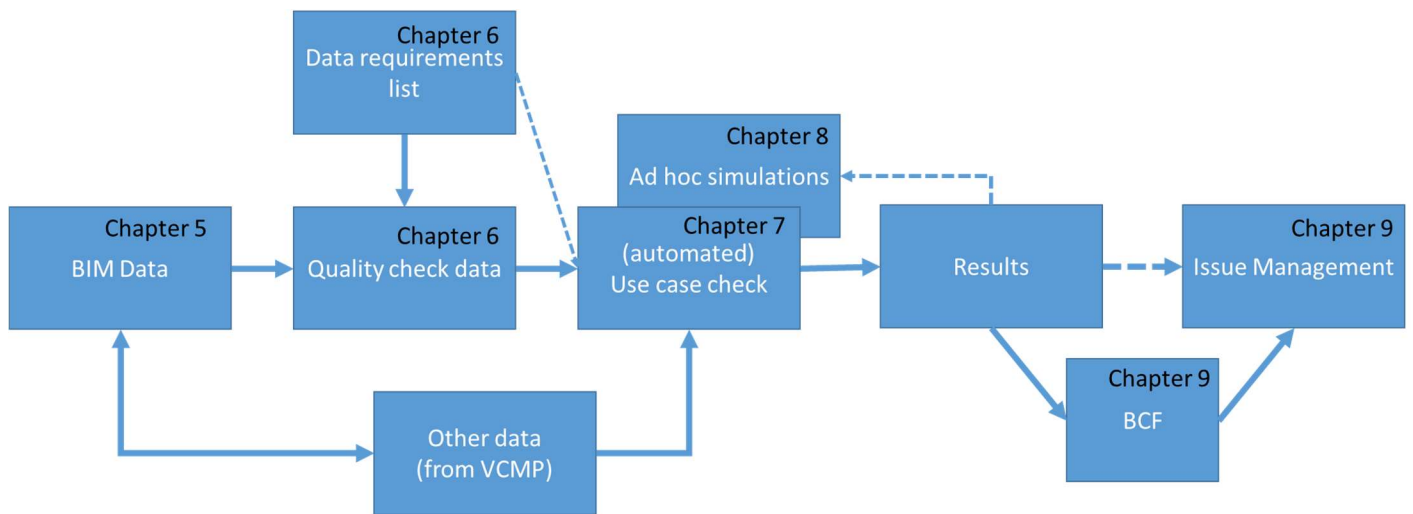 Chapter 6
Data requirements
list
Chapter 8
Ad hoc simulations
Chapter 5
BIM Data
Chapter 6
Quality check data
Chapter 7
(automated)
Use case check
Results
Chapter 9
Issue Management
Chapter 9
BCF
Other data
(from VCMP)